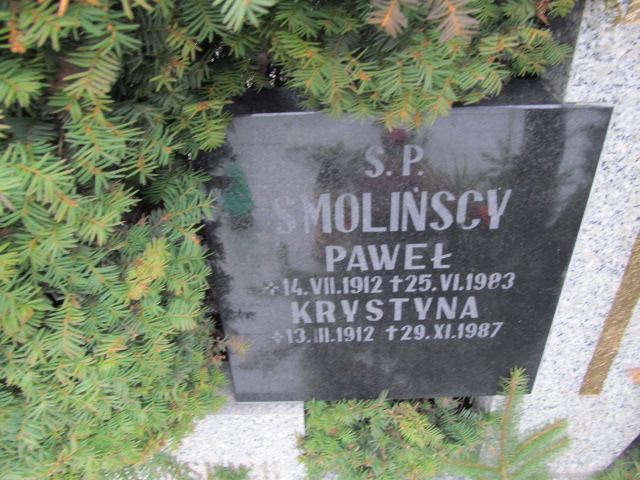 S.P.
SMOLIŃSCY
PAWEŁ
+14.VII.1912 +25.VI.1983
KRYSTYNA
+13.III.1912 +29.XI.1987